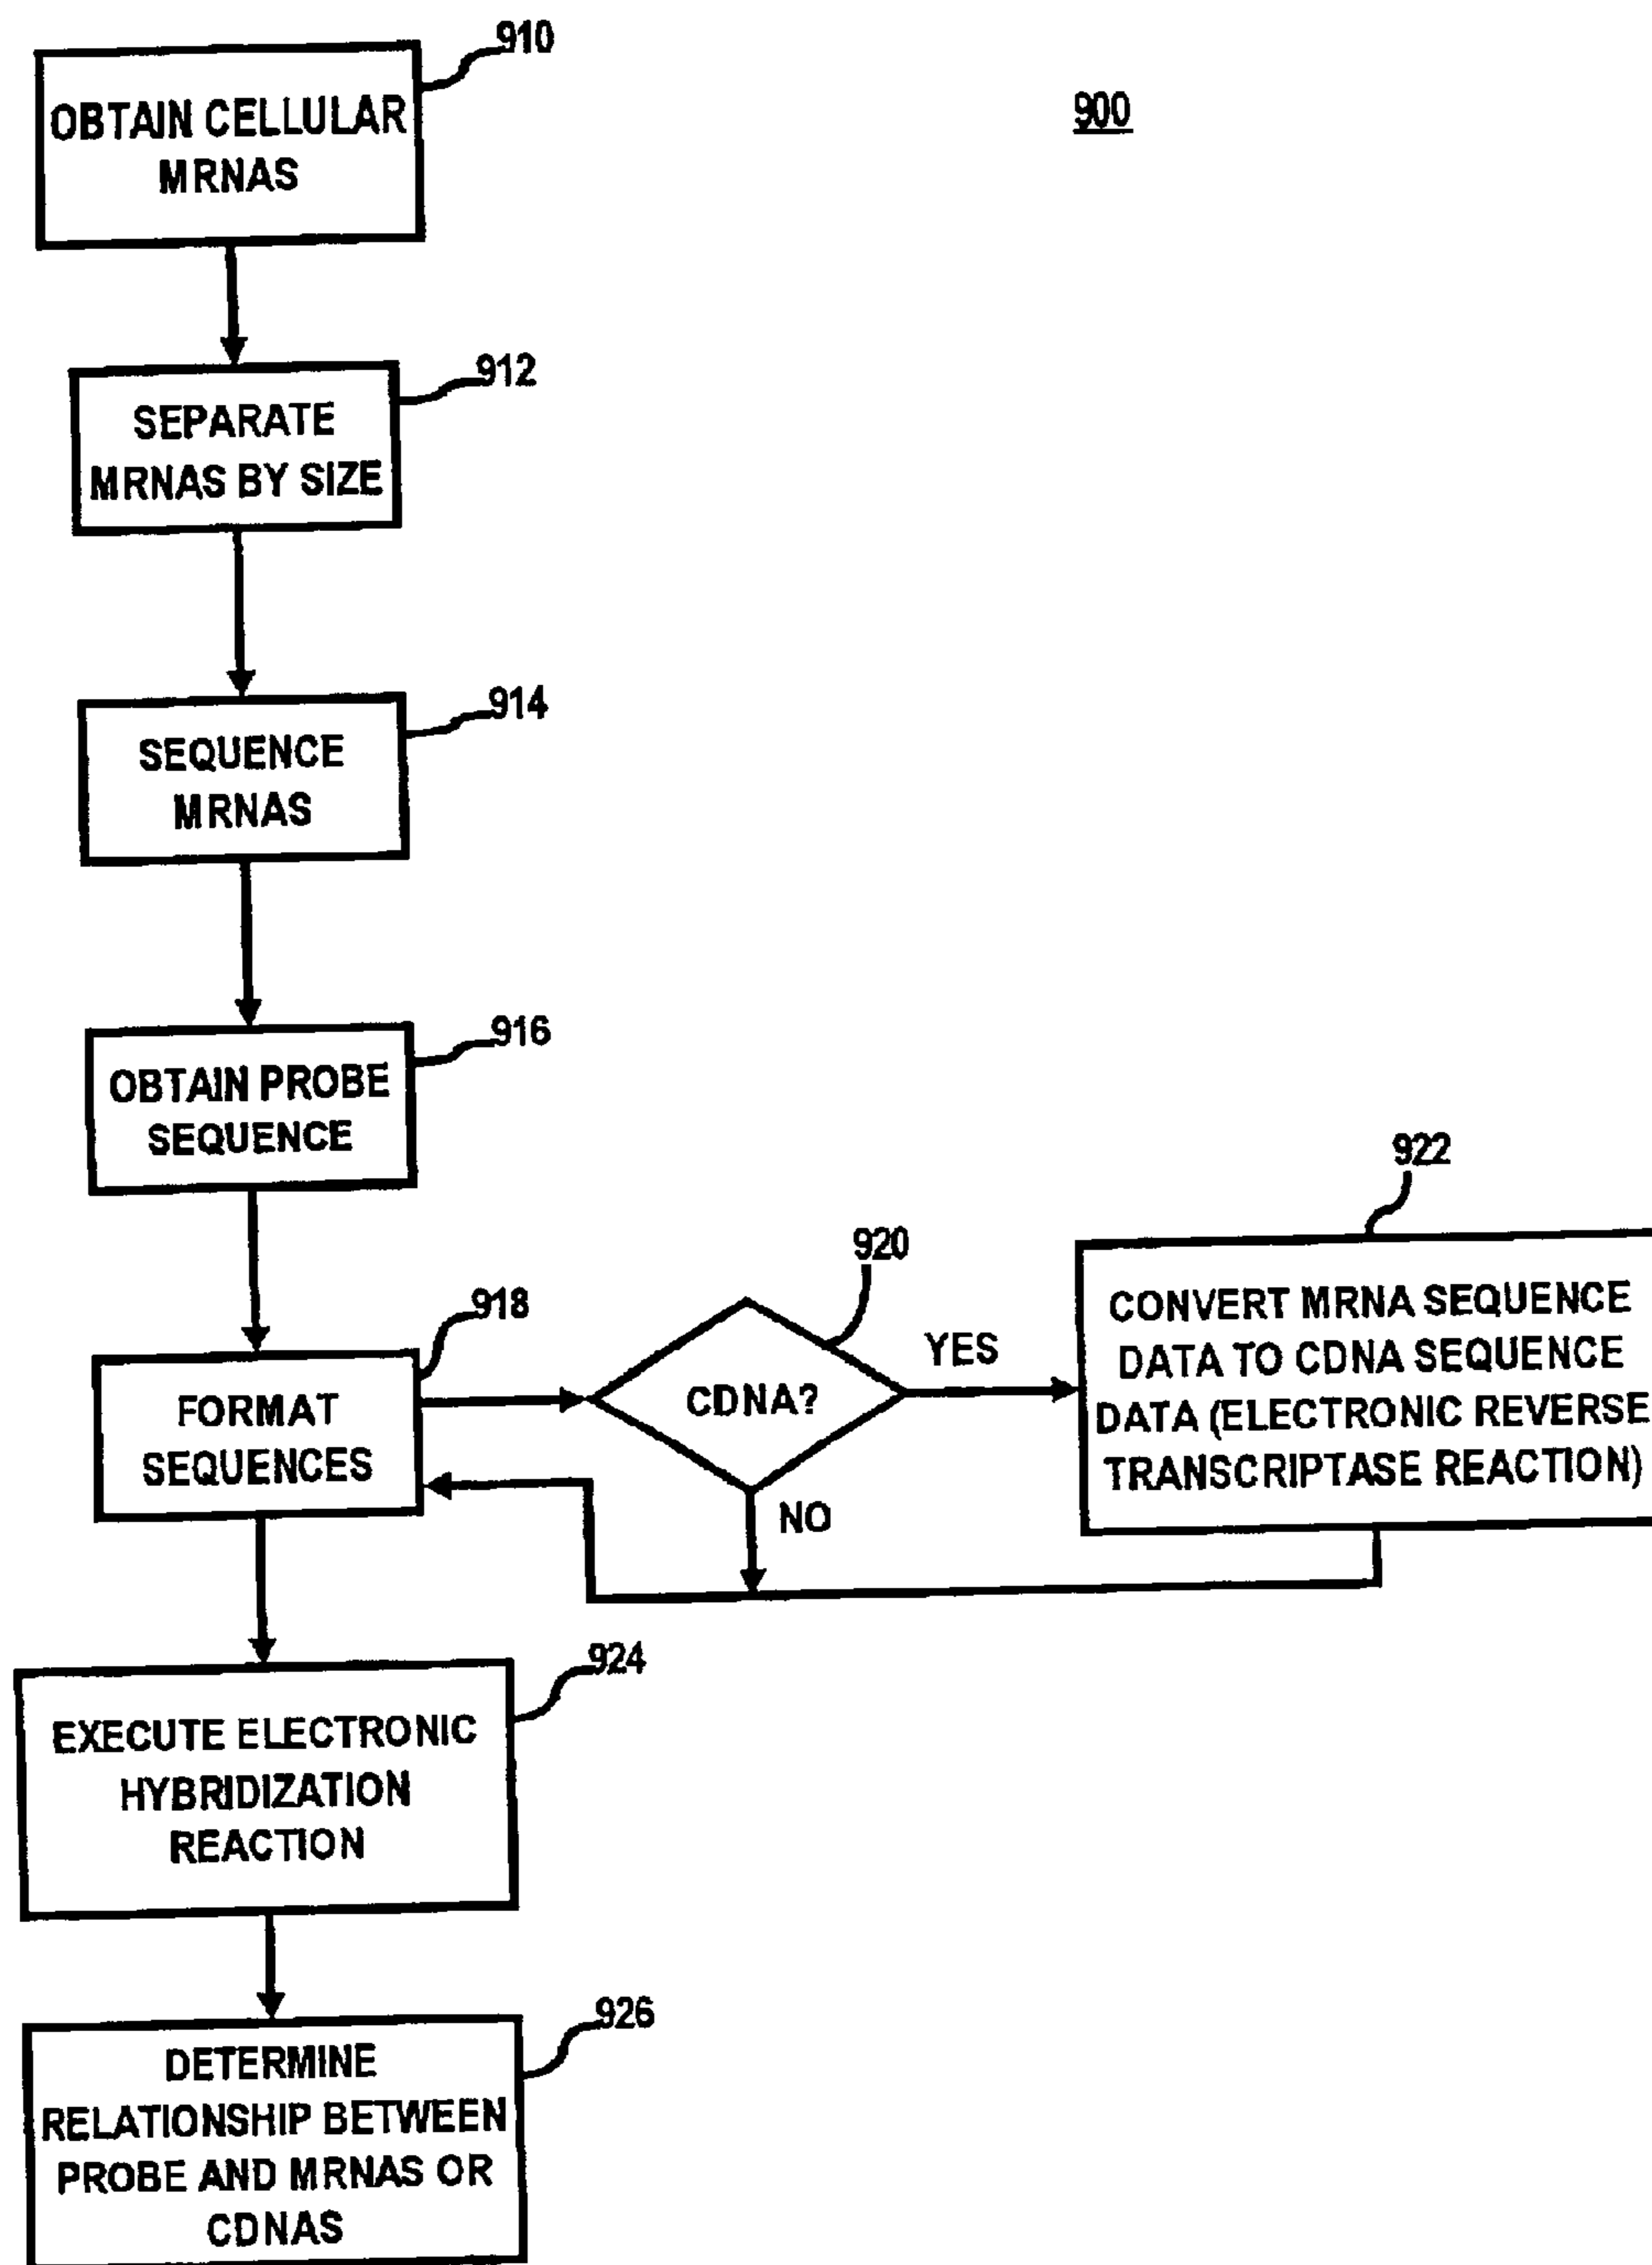 910
900
OBTAIN CELLULAR
MRNAS
912
SEPARATE
MRNAS BY SIZE
914
SEQUENCE
MRNAS
916
OBTAIN PROBE
SEQUENCE
918
FORMAT
SEQUENCES
920
CDNA?
YES
NO
922
CONVERT MRNA SEQUENCE
DATA TO CDNA SEQUENCE
DATA (ELECTRONIC REVERSE
TRANSCRIPTASE REACTION)
924
EXECUTE ELECTRONIC
HYBRIDIZATION
REACTION
926
DETERMINE
RELATIONSHIP BETWEEN
PROBE AND MRNAS OR
CDNAS